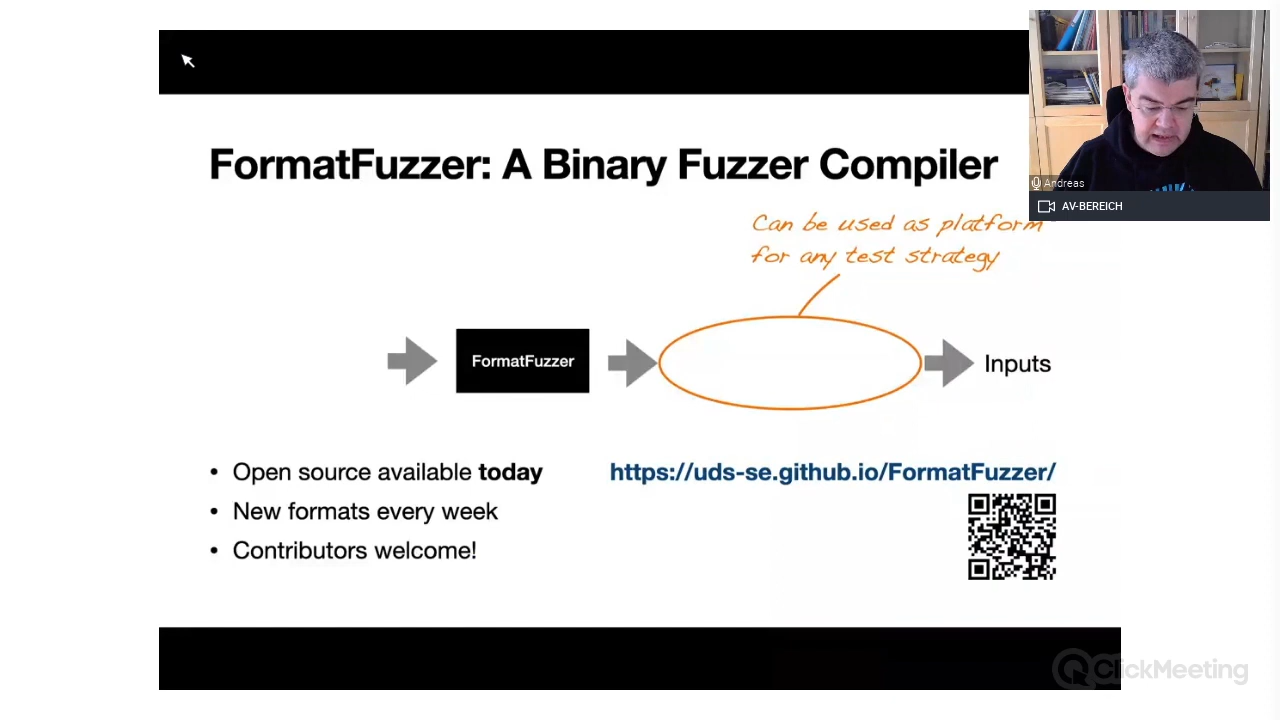 FormatFuzzer: A Binary Fuzzer Compiler
Andreas
AV-BEREICH
Can be used as platform
for any test strategy
FormatFuzzer
Inputs
• Open source available today
https://uds-se.github.io/FormatFuzzer/
• New formats every week
• Contributors welcome!
ClickMeeting